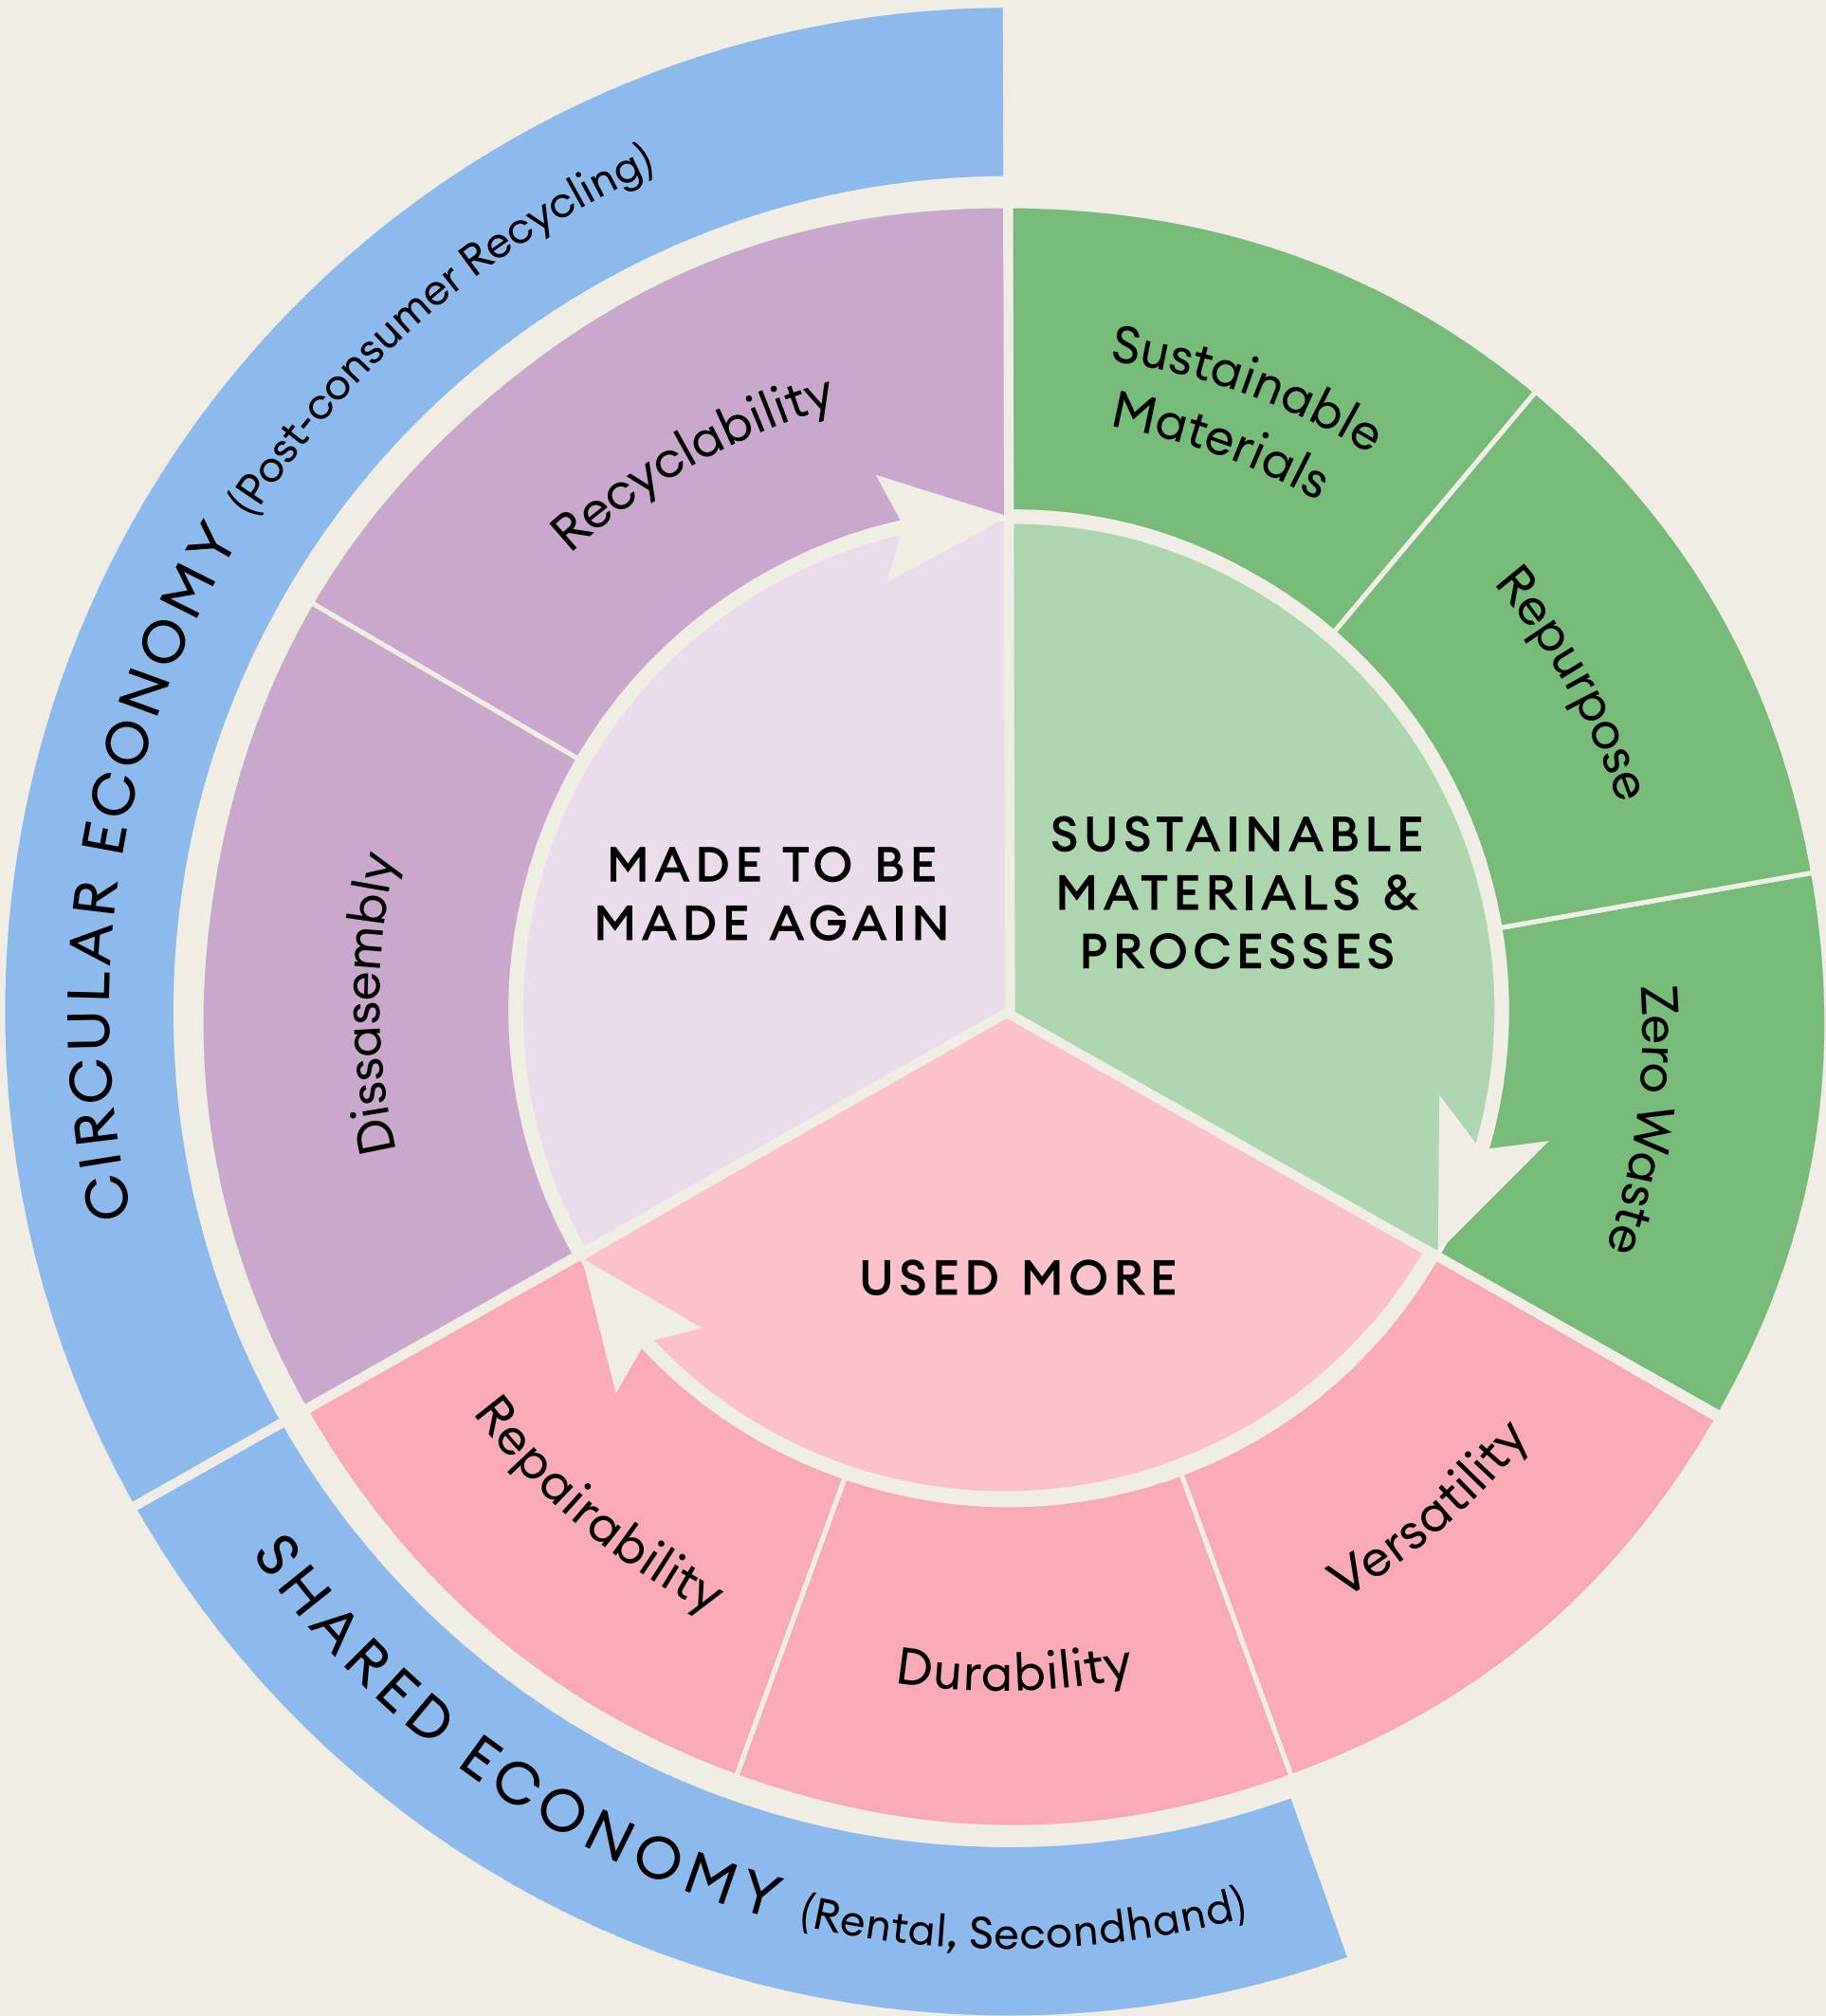 CIRCULAR ECONOMY (Post-consumer Recycling)
Recyclability
Sustainable
Materials
Repurpose
MADE TO BE
MADE AGAIN
SUSTAINABLE
MATERIALS &
PROCESSES
Disassembly
Zero Waste
USED MORE
Repairability
Durability
Versatility
SHARED ECONOMY (Rental, Secondhand)